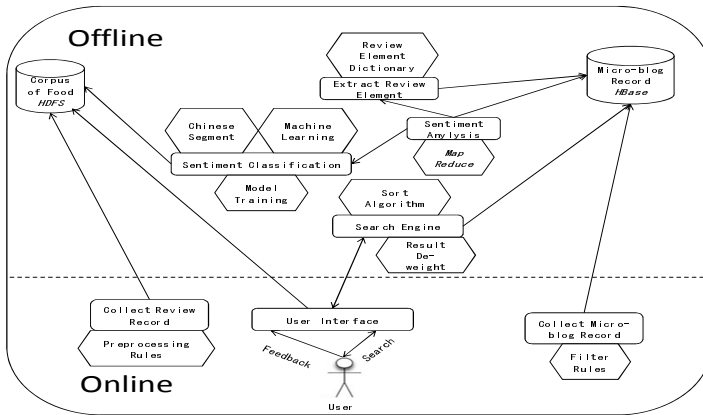 Offline
Corpus
of Food
HDFS
Review
Element
Dictionary
Extract Review
Element
Micro-blog
Record
HBase
Chinese
Segment
Machine
Learning
Sentiment Classification
Model
Training
Sentiment
Anylysis
Map
Reduce
Sort
Algorithm
Search Engine
Result
De-
weight
Collect Review
Record
Preprocessing
Rules
User Interface
Feedback
Search
User
Collect Micro-
blog Record
Filter
Rules
Online